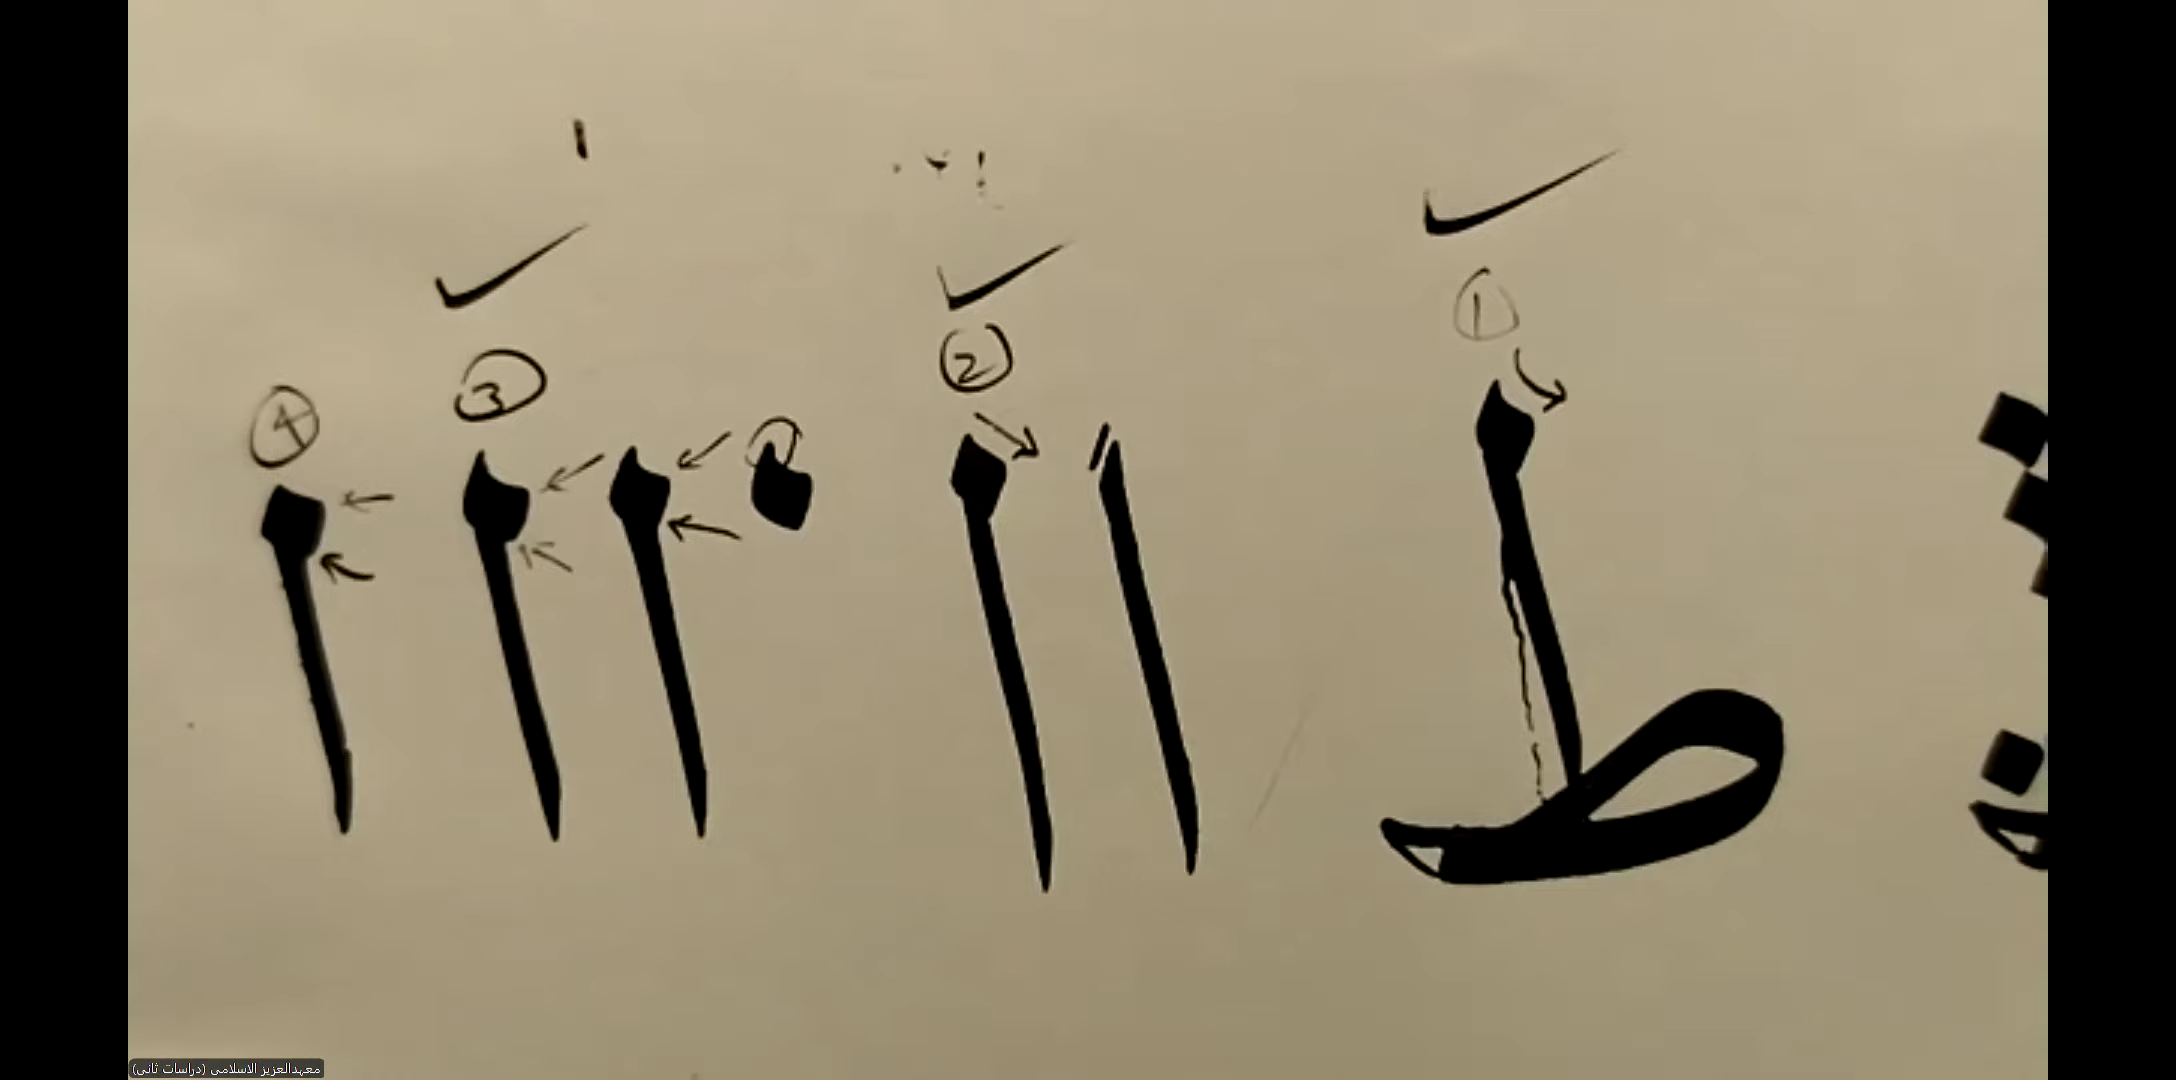 ① ② ③ ④
ط ا ا ا ا ا
معهدالعزيز الاسلامى (دراسات ثانى)